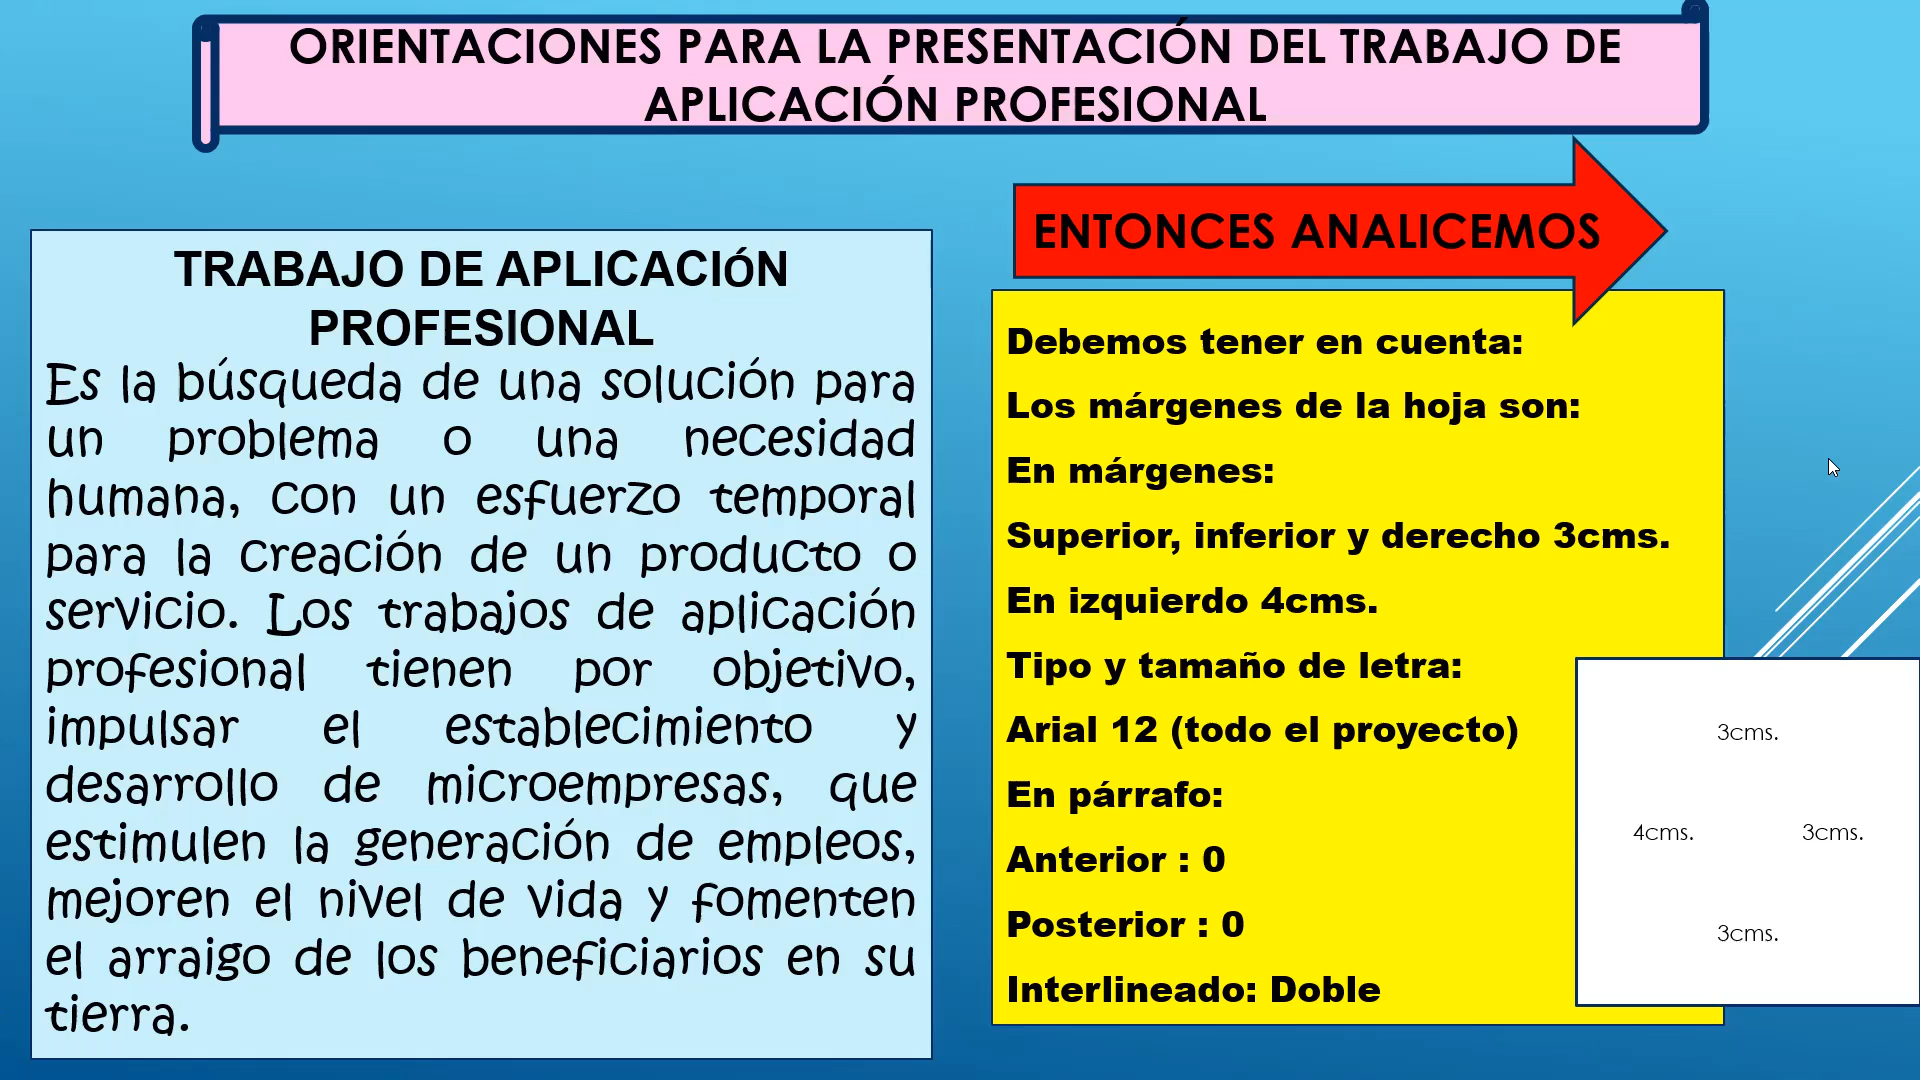 ORIENTACIONES PARA LA PRESENTACIÓN DEL TRABAJO DE
APLICACIÓN PROFESIONAL
TRABAJO DE APLICACIÓN
PROFESIONAL
Es la búsqueda de una solución para
un problema o una necesidad
humana, con un esfuerzo temporal
para la creación de un producto o
servicio. Los trabajos de aplicación
profesional tienen por objetivo,
impulsar el establecimiento y
desarrollo de microempresas, que
estimulen la generación de empleos,
mejoren el nivel de vida y fomenten
el arraigo de los beneficiarios en su
tierra.
ENTONCES ANALICEMOS
Debemos tener en cuenta:
Los márgenes de la hoja son:
En márgenes:
Superior, inferior y derecho 3cms.
En izquierdo 4cms.
Tipo y tamaño de letra:
Arial 12 (todo el proyecto)
En párrafo:
Anterior : 0
Posterior : 0
Interlineado: Doble
3cms.
4cms. 3cms.
3cms.